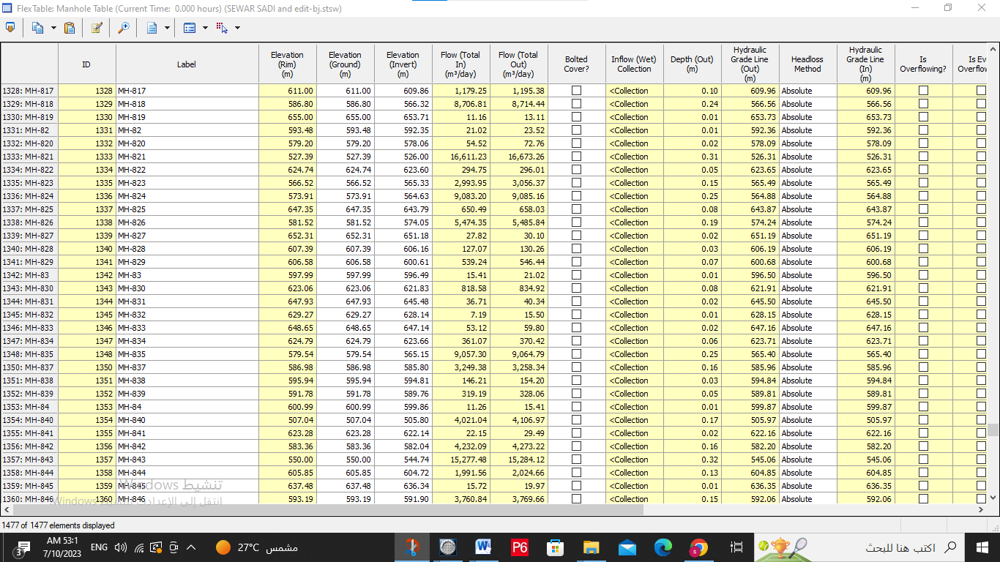 FlexTable: Manhole Table (Current Time: 0.000 hours) (SEWAR SADI and edit-bj.stsw)
ID Label Elevation (Rim) (m) Elevation (Ground) (m) Elevation (Invert) (m) Flow (Total In) (m³/day) Flow (Total Out) (m³/day) Bolted Cover? Inflow (Wet) Collection Depth (Out) (m) Hydraulic Grade Line (Out) (m) Headloss Method Hydraulic Grade Line (In) (m) Is Overflowing? Is Ev Overflow
1328: MH-817 1328 MH-817 611.00 611.00 609.86 1,179.25 1,195.38 <Collection 0.10 609.96 Absolute 609.96
1329: MH-818 1329 MH-818 586.80 586.80 566.32 8,706.81 8,714.44 <Collection 0.24 566.56 Absolute 566.56
1330: MH-819 1330 MH-819 655.00 655.00 653.71 11.16 13.11 <Collection 0.01 653.73 Absolute 653.73
1331: MH-82 1331 MH-82 593.48 593.48 592.35 21.02 23.52 <Collection 0.01 592.36 Absolute 592.36
1332: MH-820 1332 MH-820 579.20 579.20 578.06 54.52 72.76 <Collection 0.02 578.09 Absolute 578.09
1333: MH-821 1333 MH-821 527.39 527.39 526.00 16,611.23 16,673.26 <Collection 0.31 526.31 Absolute 526.31
1334: MH-822 1334 MH-822 624.74 624.74 623.60 294.75 296.01 <Collection 0.05 623.65 Absolute 623.65
1335: MH-823 1335 MH-823 566.52 566.52 565.33 2,993.95 3,056.37 <Collection 0.15 565.49 Absolute 565.49
1336: MH-824 1336 MH-824 573.91 573.91 564.63 9,083.20 9,085.16 <Collection 0.25 564.88 Absolute 564.88
1337: MH-825 1337 MH-825 647.35 647.35 643.79 650.49 658.03 <Collection 0.08 643.87 Absolute 643.87
1338: MH-826 1338 MH-826 581.52 581.52 574.05 5,474.35 5,485.84 <Collection 0.19 574.24 Absolute 574.24
1339: MH-827 1339 MH-827 652.31 652.31 651.18 27.82 30.10 <Collection 0.02 651.19 Absolute 651.19
1340: MH-828 1340 MH-828 607.39 607.39 606.16 127.07 130.26 <Collection 0.03 606.19 Absolute 606.19
1341: MH-829 1341 MH-829 606.58 606.58 600.61 539.24 546.44 <Collection 0.07 600.68 Absolute 600.68
1342: MH-83 1342 MH-83 597.99 597.99 596.49 15.41 21.02 <Collection 0.01 596.50 Absolute 596.50
1343: MH-830 1343 MH-830 623.06 623.06 621.83 818.58 834.92 <Collection 0.08 621.91 Absolute 621.91
1344: MH-831 1344 MH-831 647.93 647.93 645.48 36.71 40.34 <Collection 0.02 645.50 Absolute 645.50
1345: MH-832 1345 MH-832 629.27 629.27 628.14 7.19 15.50 <Collection 0.01 628.15 Absolute 628.15
1346: MH-833 1346 MH-833 648.65 648.65 647.14 53.12 59.80 <Collection 0.02 647.16 Absolute 647.16
1347: MH-834 1347 MH-834 624.79 624.79 623.66 361.07 370.42 <Collection 0.06 623.71 Absolute 623.71
1348: MH-835 1348 MH-835 579.54 579.54 565.15 9,057.30 9,064.79 <Collection 0.25 565.40 Absolute 565.40
1350: MH-837 1350 MH-837 586.98 586.98 585.80 3,249.38 3,258.34 <Collection 0.16 585.96 Absolute 585.96
1351: MH-838 1351 MH-838 595.94 595.94 594.81 146.21 154.20 <Collection 0.03 594.84 Absolute 594.84
1352: MH-839 1352 MH-839 591.78 591.78 589.76 319.19 328.06 <Collection 0.05 589.81 Absolute 589.81
1353: MH-84 1353 MH-84 600.99 600.99 599.86 11.26 15.41 <Collection 0.01 599.87 Absolute 599.87
1354: MH-840 1354 MH-840 507.04 507.04 505.80 4,021.04 4,106.97 <Collection 0.17 505.97 Absolute 505.97
1355: MH-841 1355 MH-841 623.28 623.28 622.14 22.15 29.49 <Collection 0.02 622.16 Absolute 622.16
1356: MH-842 1356 MH-842 583.36 583.36 582.04 4,232.09 4,273.22 <Collection 0.16 582.20 Absolute 582.20
1357: MH-843 1357 MH-843 550.00 550.00 544.74 15,277.48 15,284.12 <Collection 0.32 545.06 Absolute 545.06
1358: MH-844 1358 MH-844 605.85 605.85 604.72 1,991.56 2,024.66 <Collection 0.13 604.85 Absolute 604.85
1359: MH-845 1359 MH-845 637.48 637.48 636.34 15.72 19.97 <Collection 0.01 636.35 Absolute 636.35
تنشيط Windows
1360: MH-846 1360 MH-846 593.19 593.19 591.90 3,760.84 3,769.66 <Collection 0.15 592.06 Absolute 592.06
انتقل إلى الإعدادات لتنشيط Windows
1477 of 1477 elements displayed
3 AM 53:1 ENG 27°C مشمس P6 S اكتب هنا للبحث
7/10/2023